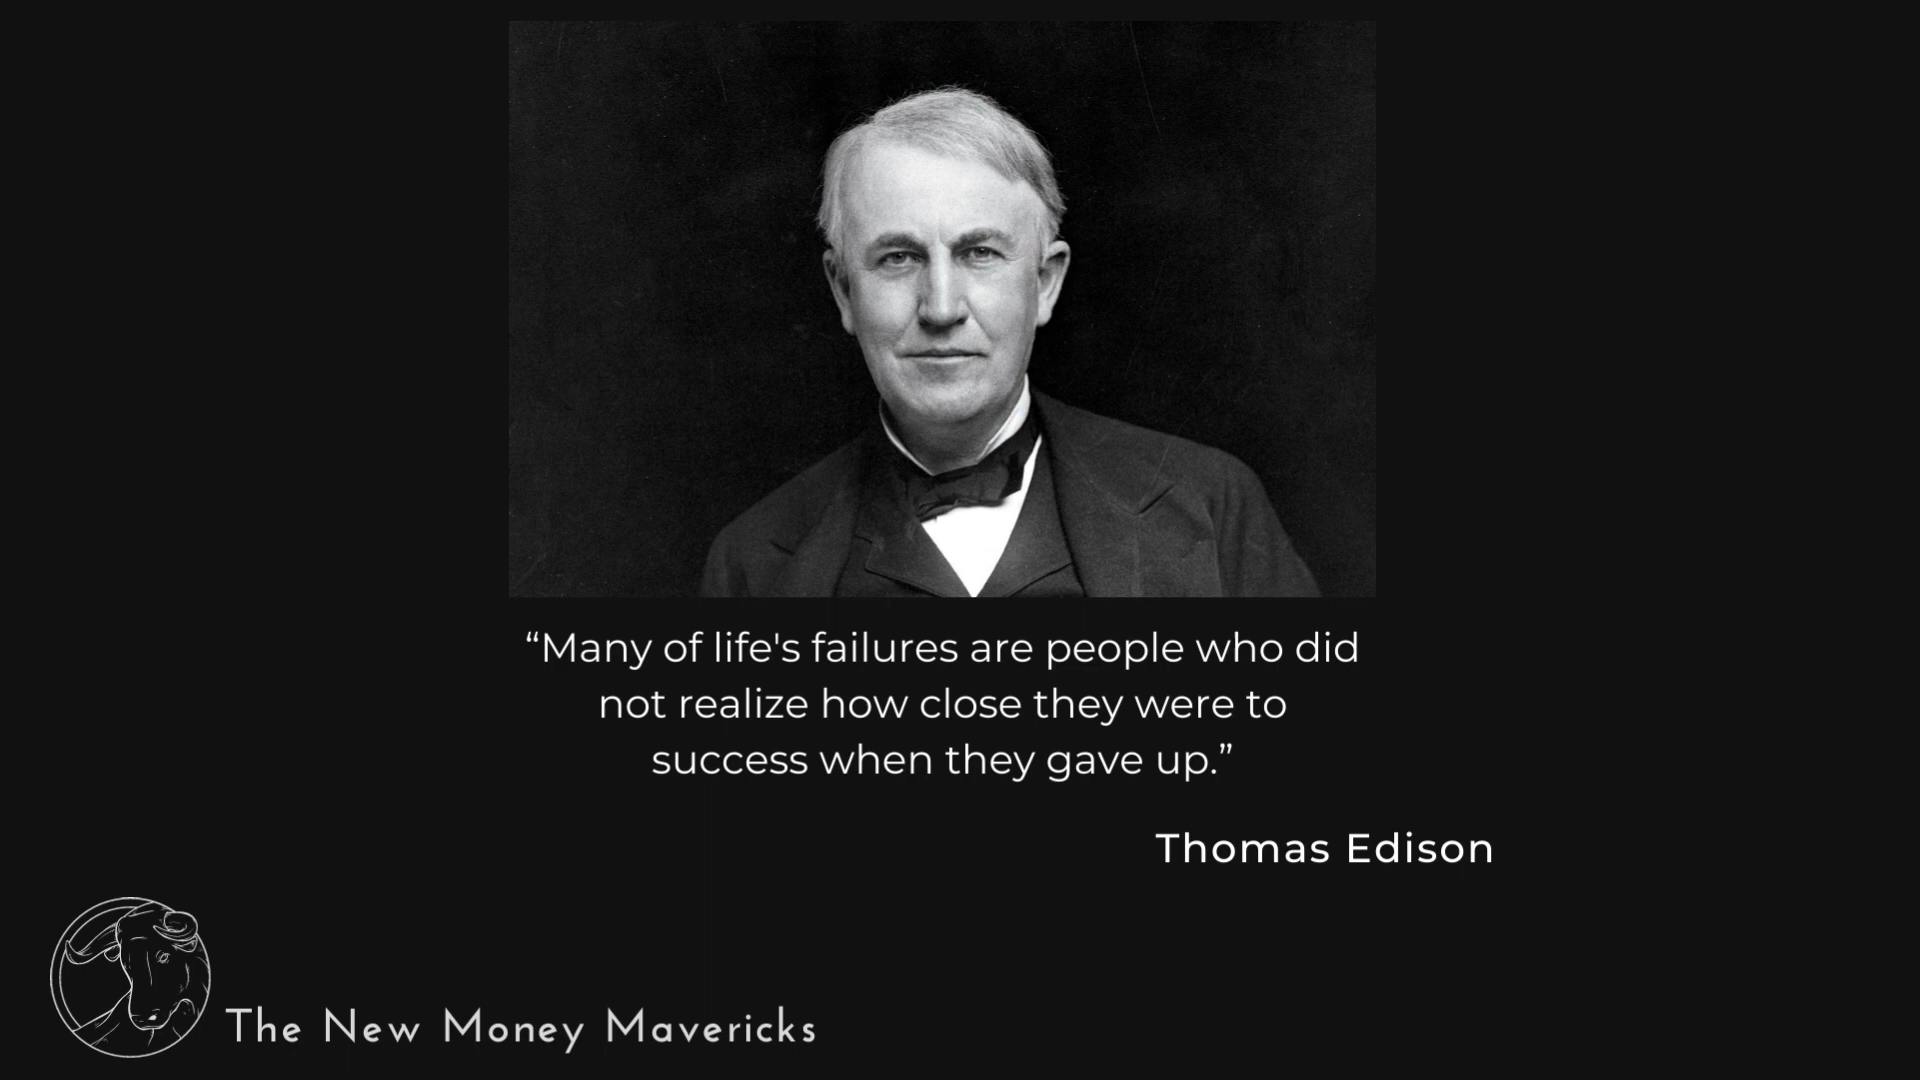 “Many of life's failures are people who did
not realize how close they were to
success when they gave up.”
Thomas Edison
The New Money Mavericks